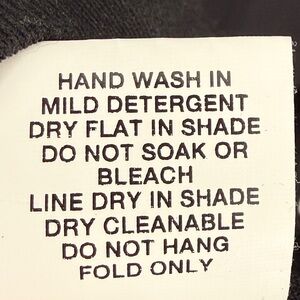 HAND WASH IN
MILD DETERGENT
DRY FLAT IN SHADE
DO NOT SOAK OR
BLEACH
LINE DRY IN SHADE
DRY CLEANABLE
DO NOT HANG
FOLD ONLY